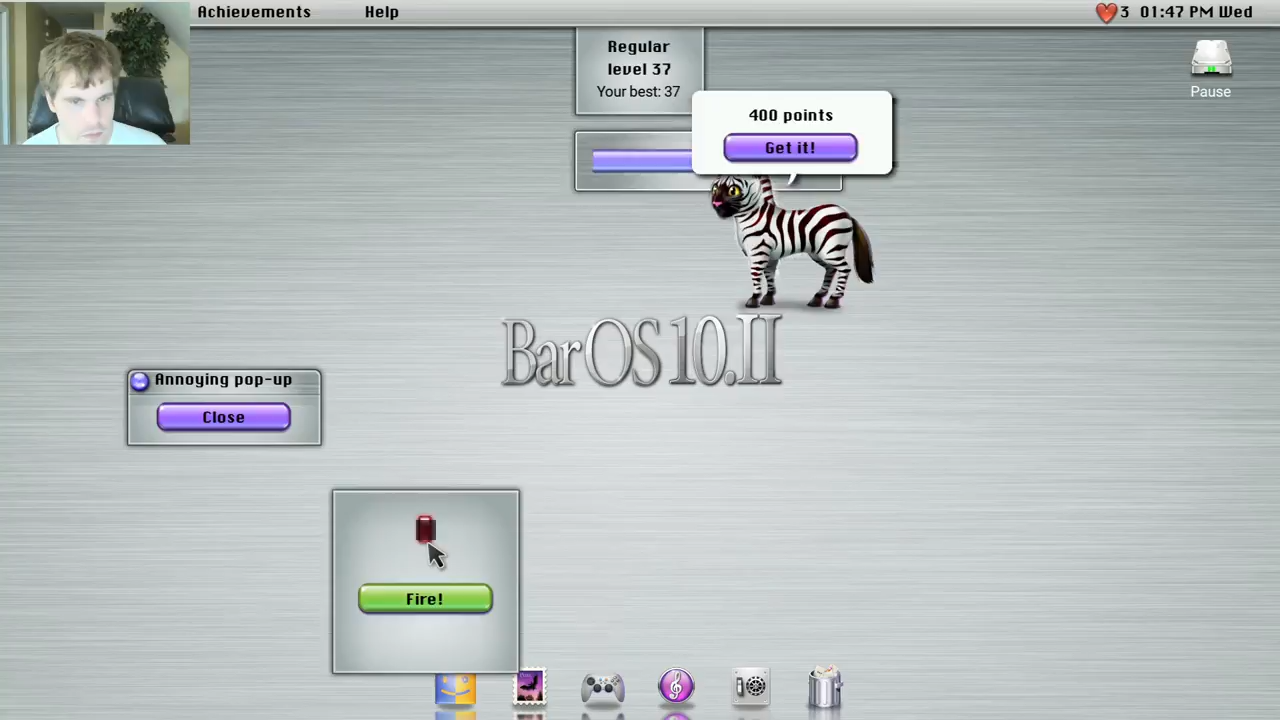 Achievements
Help
3
01:47 PM Wed
Regular
level 37
Your best: 37
Pause
400 points
Get it!
BarOS 10.II
Annoying pop-up
Close
Fire!